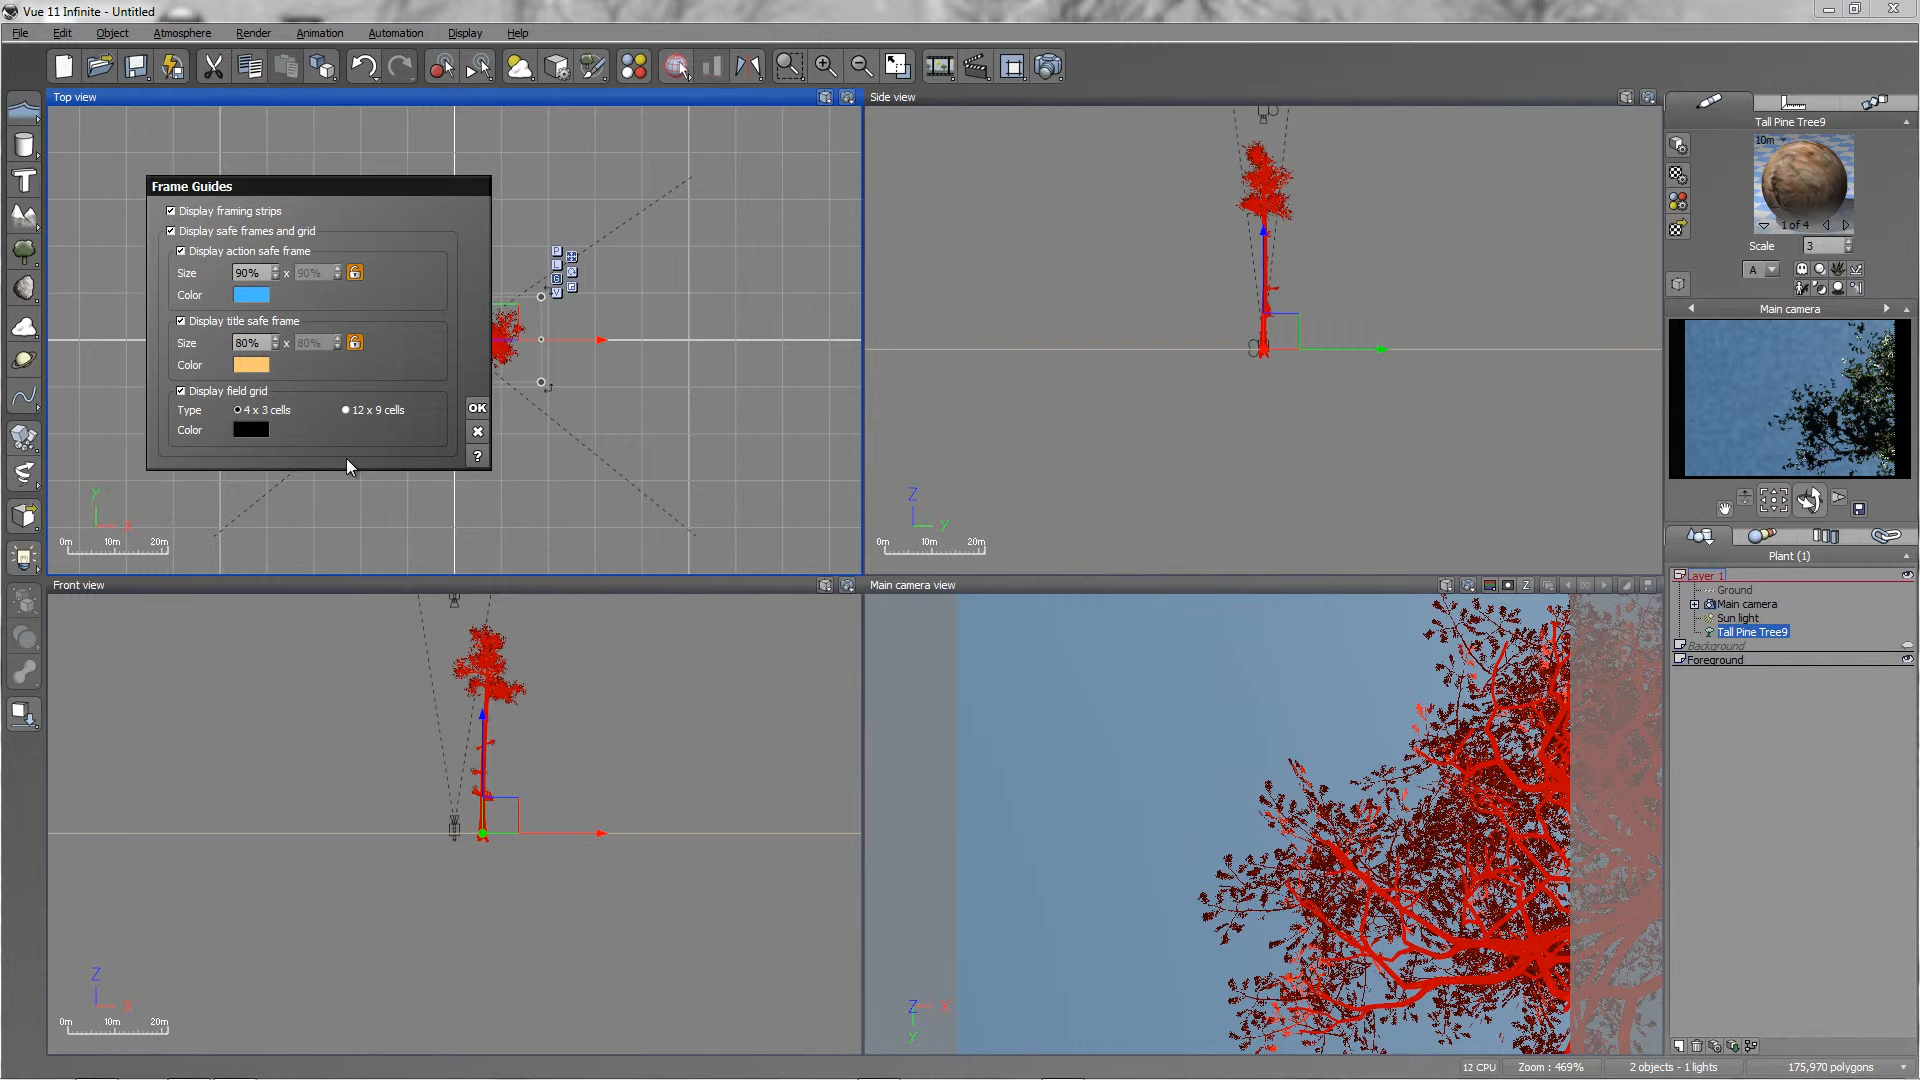 Vue 11 Infinite - Untitled
File Edit Object Atmosphere Render Animation Automation Display Help
Top view
Side view
Tall Pine Tree9
10m
1 of 4
Scale 3
A
Main camera
Frame Guides
Display framing strips
Display safe frames and grid
Display action safe frame
Size 90% x 90%
Color
Display title safe frame
Size 80% x 80%
Color
Display field grid
Type 4 x 3 cells 12 x 9 cells
Color
OK
?
P
L
V
y
x
0m 10m 20m
Z
y
0m 10m 20m
Front view
Main camera view
Z
Z
x
0m 10m 20m
Z
x
y
Plant (1)
Layer 1
Ground
Main camera
Sun light
Tall Pine Tree9
Background
Foreground
12 CPU Zoom : 469% 2 objects - 1 lights 175,970 polygons